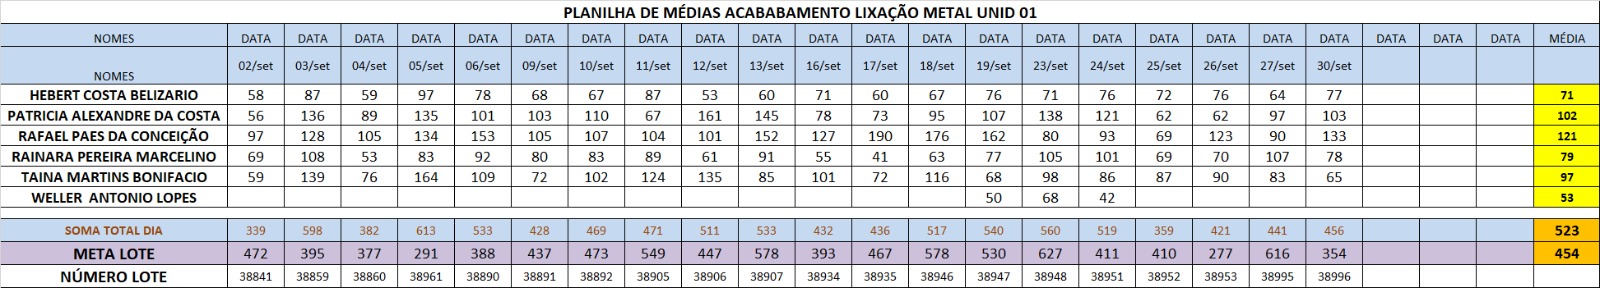 PLANILHA DE MÉDIAS ACABABAMENTO LIXAÇÃO METAL UNID 01
NOMES DATA DATA DATA DATA DATA DATA DATA DATA DATA DATA DATA DATA DATA DATA DATA DATA DATA DATA DATA DATA DATA DATA DATA MÉDIA
NOMES 02/set 03/set 04/set 05/set 06/set 09/set 10/set 11/set 12/set 13/set 16/set 17/set 18/set 19/set 23/set 24/set 25/set 26/set 27/set 30/set
HEBERT COSTA BELIZARIO 58 87 59 97 78 68 67 87 53 60 71 60 67 76 71 76 72 76 64 77 71
PATRICIA ALEXANDRE DA COSTA 56 136 89 135 101 103 110 67 161 145 78 73 95 107 138 121 62 62 97 103 102
RAFAEL PAES DA CONCEIÇÃO 97 128 105 134 153 105 107 104 101 152 127 190 176 162 80 93 69 123 90 133 121
RAINARA PEREIRA MARCELINO 69 108 53 83 92 80 83 89 61 91 55 41 63 77 105 101 69 70 107 78 79
TAINA MARTINS BONIFACIO 59 139 76 164 109 72 102 124 135 85 101 72 116 68 98 86 87 90 83 65 97
WELLER ANTONIO LOPES 50 68 42 53
SOMA TOTAL DIA 339 598 382 613 533 428 469 471 511 533 432 436 517 540 560 519 359 421 441 456 523
META LOTE 472 395 377 291 388 437 473 549 447 578 393 467 578 530 627 411 410 277 616 354 454
NÚMERO LOTE 38841 38859 38860 38961 38890 38891 38892 38905 38906 38907 38934 38935 38946 38947 38948 38951 38952 38953 38995 38996